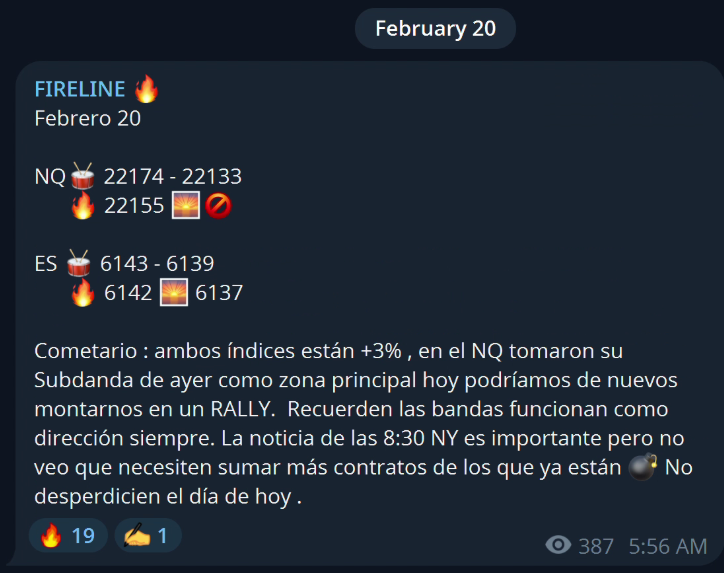 February 20
FIRELINE 🔥
Febrero 20
NQ🥁 22174 - 22133
🔥 22155 🌅🚫
ES 🥁 6143 - 6139
🔥 6142 🌅 6137
Cometario : ambos índices están +3% , en el NQ tomaron su
Subdanda de ayer como zona principal hoy podríamos de nuevos
montarnos en un RALLY.  Recuerden las bandas funcionan como
dirección siempre. La noticia de las 8:30 NY es importante pero no
veo que necesiten sumar más contratos de los que ya están 💣 No
desperdicien el día de hoy .
🔥 19 ✍️ 1
387 5:56 AM